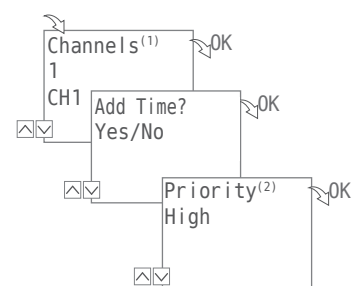 Channels(1)
OK
1
CH1
Add Time?
OK
Yes/No
Priority(2)
OK
High